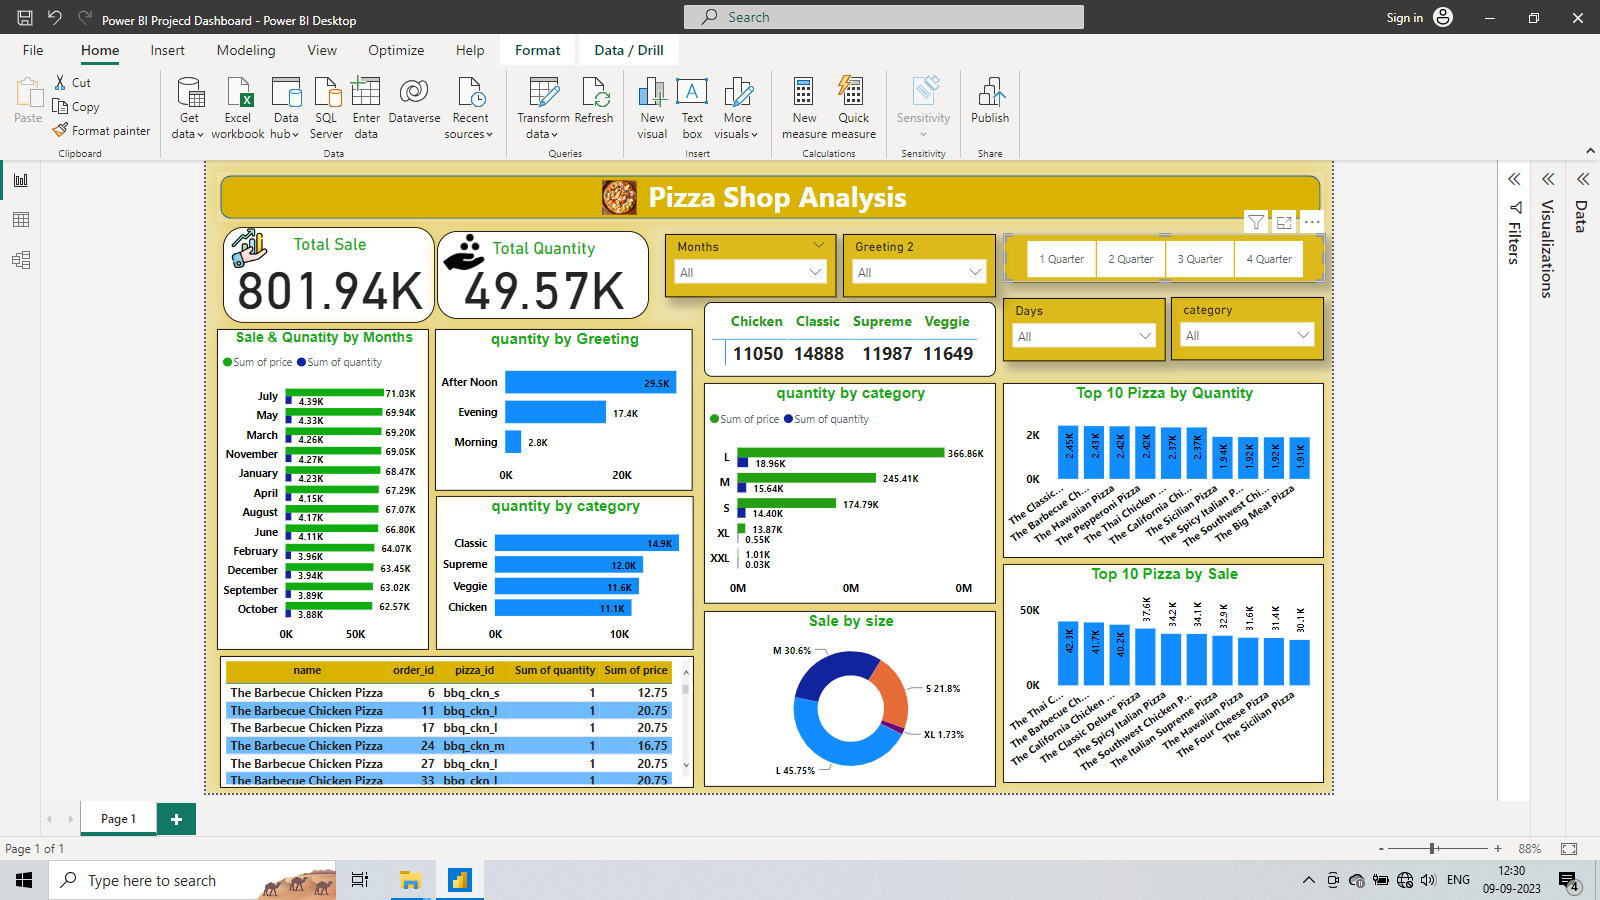 Power BI Projecd Dashboard - Power BI Desktop
Search
Sign in
File Home Insert Modeling View Optimize Help Format Data / Drill
Paste
Cut
Copy
Format painter
Clipboard
Get data
Excel workbook
Data hub
SQL Server
Enter data
Dataverse
Recent sources
Data
Transform data
Refresh
Queries
New visual
Text box
More visuals
Insert
New measure
Quick measure
Calculations
Sensitivity
Sensitivity
Publish
Share
Pizza Shop Analysis
Total Sale
801.94K
Total Quantity
49.57K
Months
All
Greeting 2
All
1 Quarter 2 Quarter 3 Quarter 4 Quarter
Days
All
category
All
Chicken Classic Supreme Veggie
11050 14888 11987 11649
Sale & Qunatity by Months
Sum of price Sum of quantity
July 71.03K
4.39K
May 69.94K
4.33K
March 69.20K
4.26K
November 69.05K
4.27K
January 68.47K
4.23K
April 67.29K
4.15K
August 67.07K
4.17K
June 66.80K
4.11K
February 64.07K
3.96K
December 63.45K
3.94K
September 63.02K
3.89K
October 62.57K
3.88K
0K 50K
quantity by Greeting
After Noon 29.5K
Evening 17.4K
Morning 2.8K
0K 20K
quantity by category
Classic 14.9K
Supreme 12.0K
Veggie 11.6K
Chicken 11.1K
0K 10K
quantity by category
Sum of price Sum of quantity
L 366.86K
18.96K
M 245.41K
15.64K
S 174.79K
14.40K
XL 13.87K
0.55K
XXL 1.01K
0.03K
0M 0M 0M
Sale by size
M 30.6%
S 21.8%
XL 1.73%
L 45.75%
Top 10 Pizza by Quantity
2K
0K
2.45K 2.43K 2.42K 2.42K 2.37K 2.37K 1.94K 1.92K 1.92K 1.91K
The Classic...
The Barbecue Ch...
The Hawaiian Pizza
The Pepperoni Pizza
The Thai Chicken ...
The California Chi...
The Sicilian Pizza
The Spicy Italian P...
The Southwest Chi...
The Big Meat Pizza
Top 10 Pizza by Sale
50K
0K
42.3K 41.7K 40.2K 37.6K 34.2K 34.1K 32.9K 31.6K 31.4K 30.1K
The Thai C...
The Barbecue Ch...
The California Chicken ...
The Classic Deluxe Pizza
The Spicy Italian Pizza
The Southwest Chicken P...
The Italian Supreme Pizza
The Hawaiian Pizza
The Four Cheese Pizza
The Sicilian Pizza
name order_id pizza_id Sum of quantity Sum of price
The Barbecue Chicken Pizza 6 bbq_ckn_s 1 12.75
The Barbecue Chicken Pizza 11 bbq_ckn_l 1 20.75
The Barbecue Chicken Pizza 17 bbq_ckn_l 1 20.75
The Barbecue Chicken Pizza 24 bbq_ckn_m 1 16.75
The Barbecue Chicken Pizza 27 bbq_ckn_l 1 20.75
The Barbecue Chicken Pizza 33 bbq_ckn_l 1 20.75
Filters
Visualizations
Data
Page 1
Page 1 of 1
88%
Type here to search
ENG
12:30
09-09-2023
4